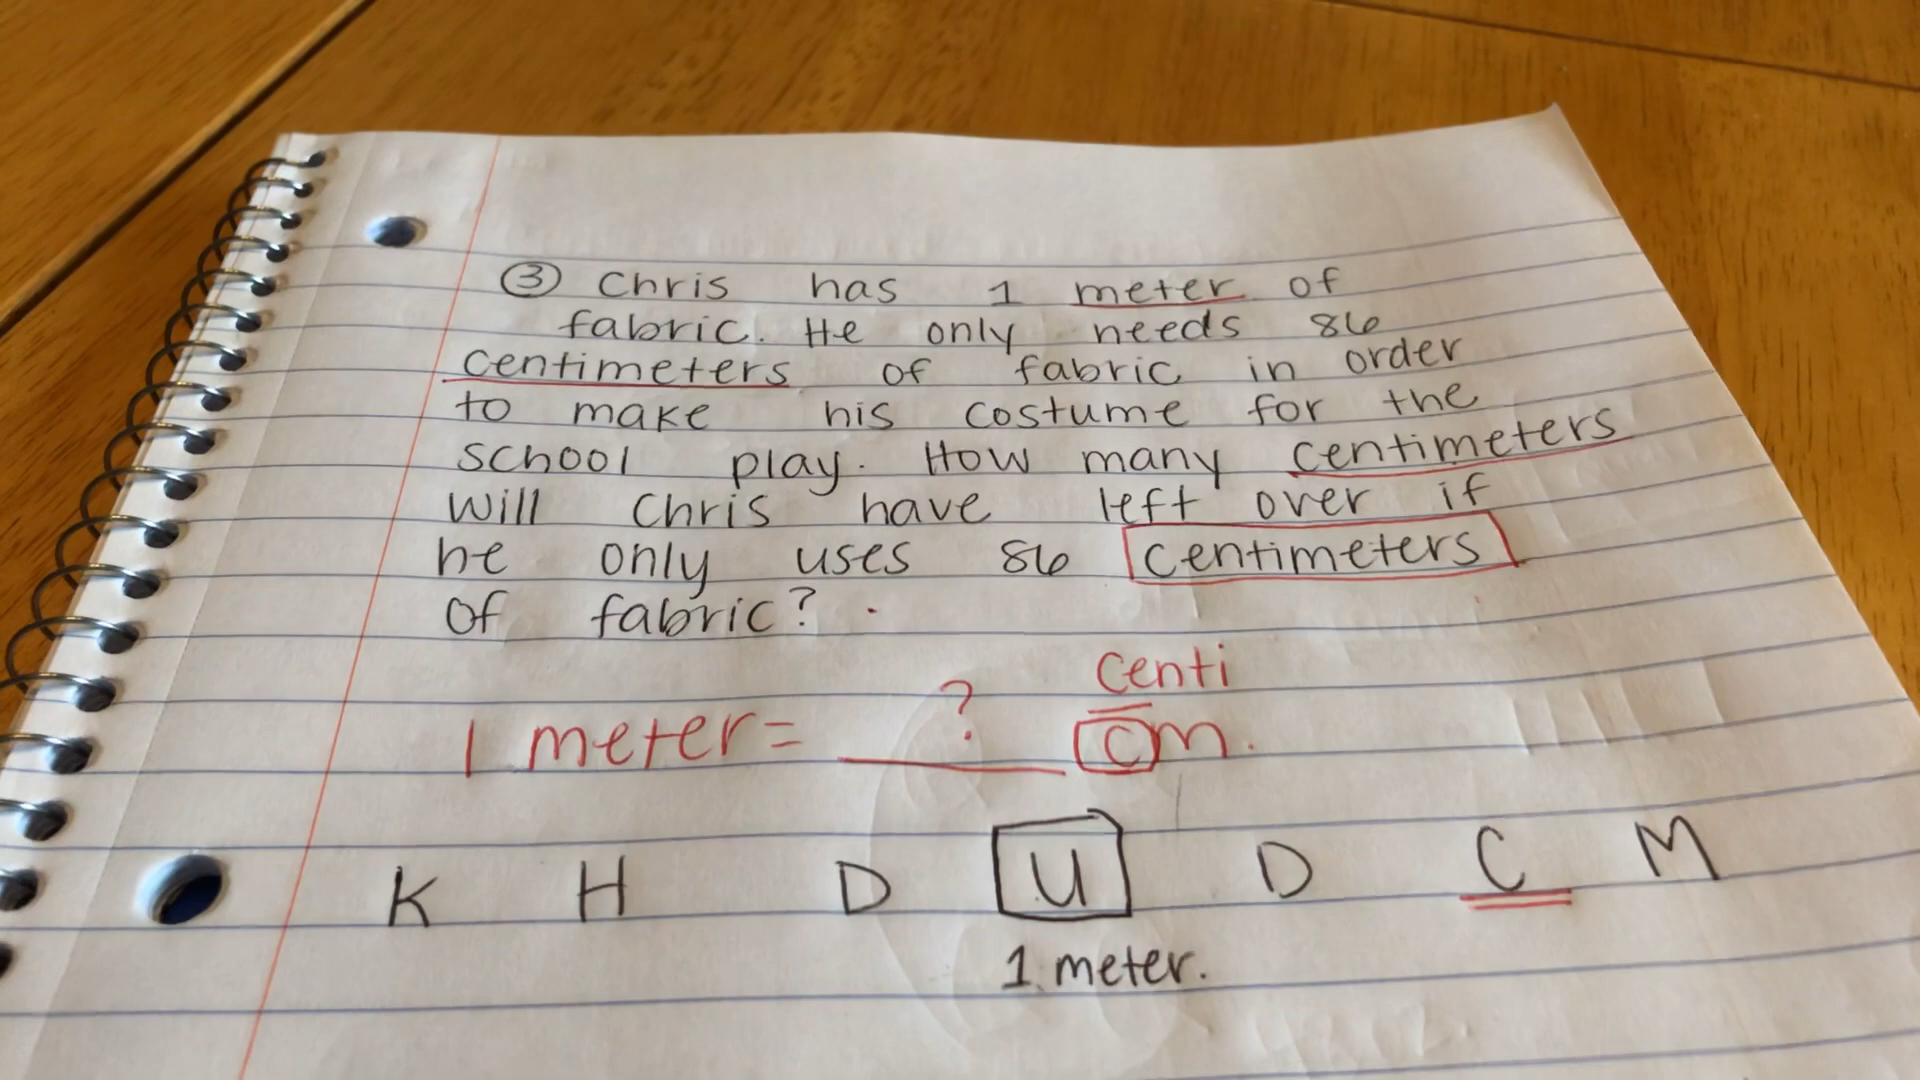 ③ Chris has 1 meter of
fabric. He only needs 86
centimeters of fabric in order
to make his costume for the
school play. How many centimeters
will Chris have left over if
he only uses 86 centimeters
of fabric?
centi
1 meter = ? cm.
K H D U D C M
1 meter.